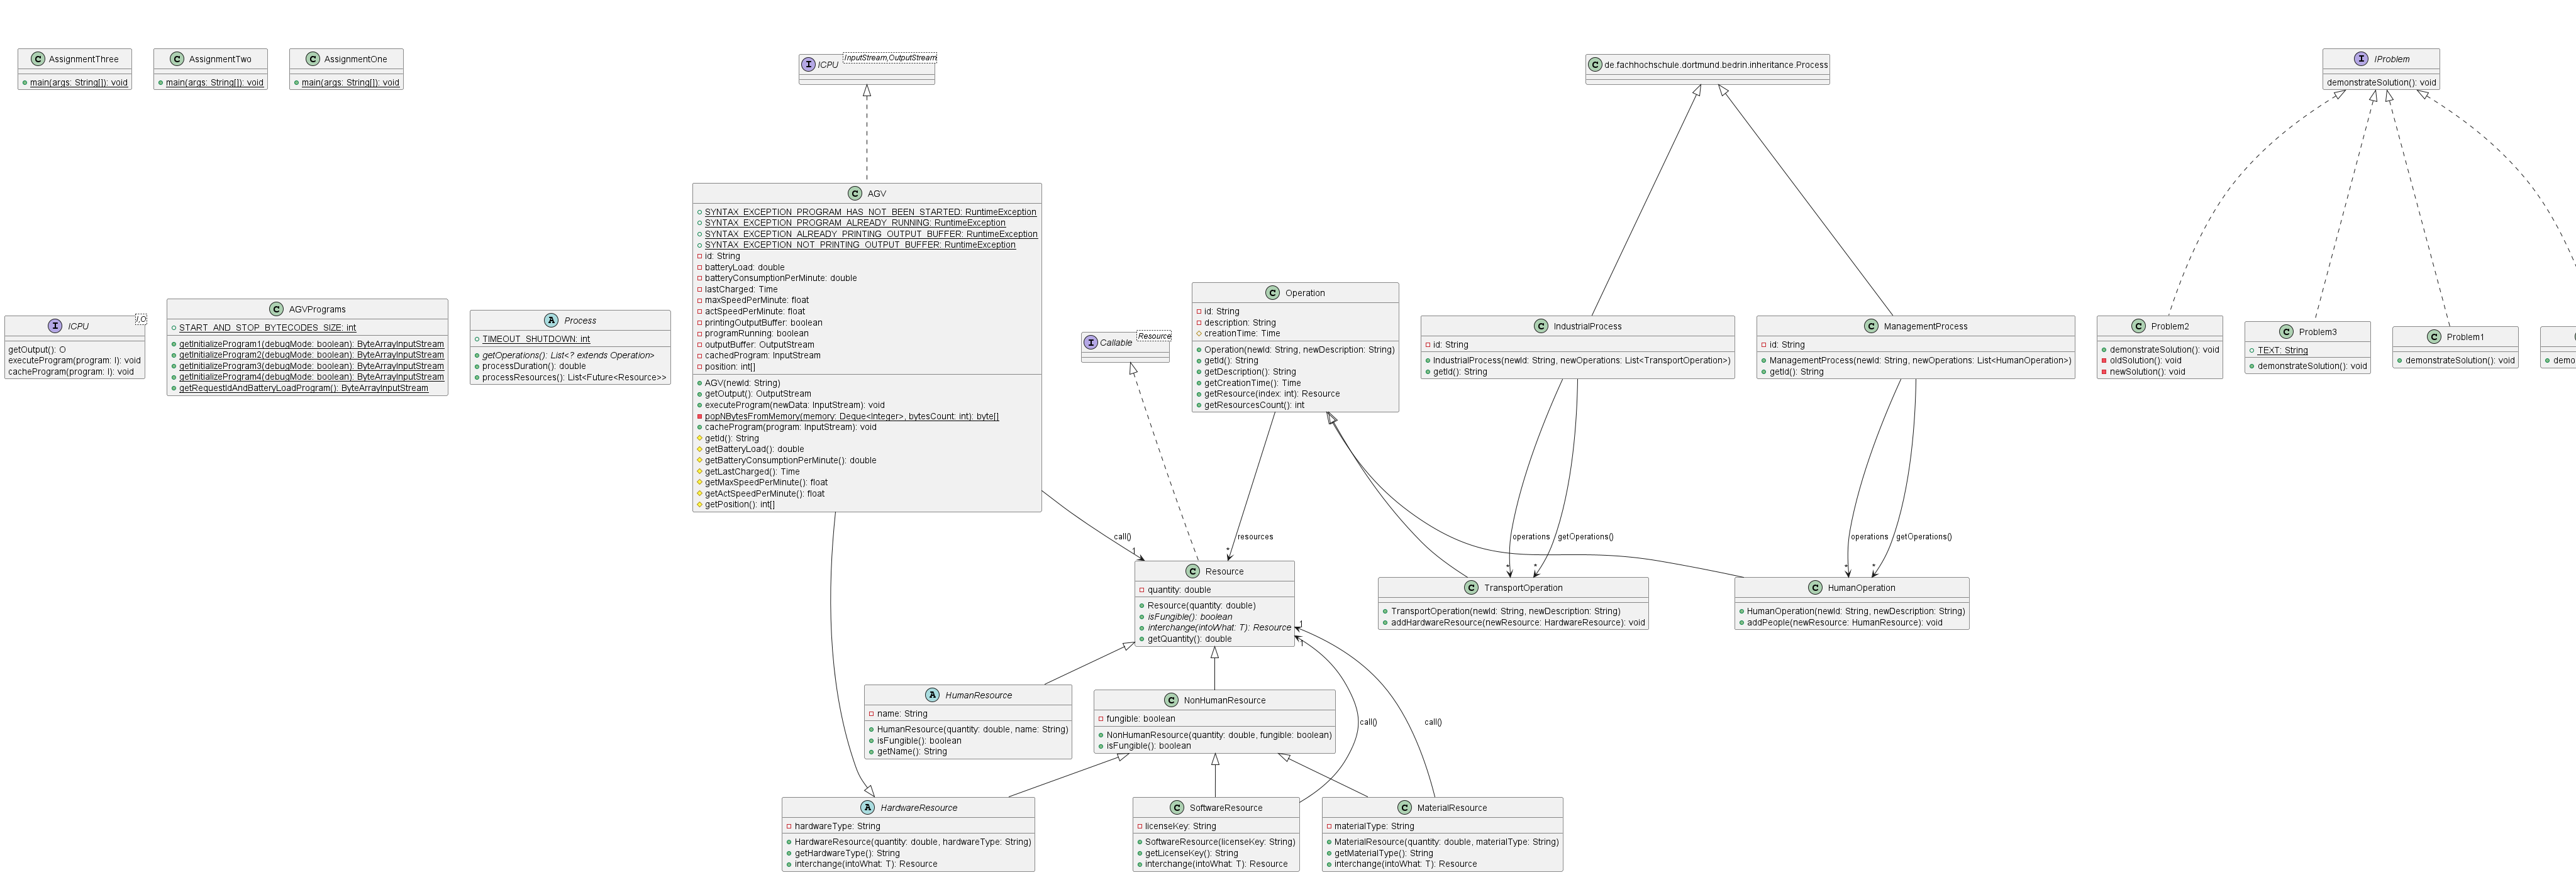 C AssignmentThree
main(args: String[]): void
C AssignmentTwo
main(args: String[]): void
C AssignmentOne
main(args: String[]): void
I ICPU
InputStream,OutputStream
C de.fachhochschule.dortmund.bedrin.inheritance.Process
I IProblem
demonstrateSolution(): void
C AGV
SYNTAX_EXCEPTION_PROGRAM_HAS_NOT_BEEN_STARTED: RuntimeException
SYNTAX_EXCEPTION_PROGRAM_ALREADY_RUNNING: RuntimeException
SYNTAX_EXCEPTION_ALREADY_PRINTING_OUTPUT_BUFFER: RuntimeException
SYNTAX_EXCEPTION_NOT_PRINTING_OUTPUT_BUFFER: RuntimeException
id: String
batteryLoad: double
batteryConsumptionPerMinute: double
lastCharged: Time
maxSpeedPerMinute: float
actSpeedPerMinute: float
printingOutputBuffer: boolean
programRunning: boolean
outputBuffer: OutputStream
cachedProgram: InputStream
position: int[]
AGV(newId: String)
getOutput(): OutputStream
executeProgram(newData: InputStream): void
popNBytesFromMemory(memory: Deque<Integer>, bytesCount: int): byte[]
cacheProgram(program: InputStream): void
getId(): String
getBatteryLoad(): double
getBatteryConsumptionPerMinute(): double
getLastCharged(): Time
getMaxSpeedPerMinute(): float
getActSpeedPerMinute(): float
getPosition(): int[]
I ICPU
I,O
getOutput(): O
executeProgram(program: I): void
cacheProgram(program: I): void
C AGVPrograms
START_AND_STOP_BYTECODES_SIZE: int
getInitializeProgram1(debugMode: boolean): ByteArrayInputStream
getInitializeProgram2(debugMode: boolean): ByteArrayInputStream
getInitializeProgram3(debugMode: boolean): ByteArrayInputStream
getInitializeProgram4(debugMode: boolean): ByteArrayInputStream
getRequestIdAndBatteryLoadProgram(): ByteArrayInputStream
A Process
TIMEOUT_SHUTDOWN: int
getOperations(): List<? extends Operation>
processDuration(): double
processResources(): List<Future<Resource>>
I Callable
Resource
C Operation
id: String
description: String
creationTime: Time
Operation(newId: String, newDescription: String)
getId(): String
getDescription(): String
getCreationTime(): Time
getResource(index: int): Resource
getResourcesCount(): int
C IndustrialProcess
id: String
IndustrialProcess(newId: String, newOperations: List<TransportOperation>)
getId(): String
C ManagementProcess
id: String
ManagementProcess(newId: String, newOperations: List<HumanOperation>)
getId(): String
C Problem2
demonstrateSolution(): void
oldSolution(): void
newSolution(): void
C Problem3
TEXT: String
demonstrateSolution(): void
C Problem1
demonstrateSolution(): void
demo
call()
1
resources
*
operations
*
getOperations()
*
operations
*
getOperations()
*
C Resource
quantity: double
Resource(quantity: double)
isFungible(): boolean
interchange(intoWhat: T): Resource
getQuantity(): double
1
1
C TransportOperation
TransportOperation(newId: String, newDescription: String)
addHardwareResource(newResource: HardwareResource): void
C HumanOperation
HumanOperation(newId: String, newDescription: String)
addPeople(newResource: HumanResource): void
A HumanResource
name: String
HumanResource(quantity: double, name: String)
isFungible(): boolean
getName(): String
C NonHumanResource
fungible: boolean
NonHumanResource(quantity: double, fungible: boolean)
isFungible(): boolean
call()
call()
A HardwareResource
hardwareType: String
HardwareResource(quantity: double, hardwareType: String)
getHardwareType(): String
interchange(intoWhat: T): Resource
C SoftwareResource
licenseKey: String
SoftwareResource(licenseKey: String)
getLicenseKey(): String
interchange(intoWhat: T): Resource
C MaterialResource
materialType: String
MaterialResource(quantity: double, materialType: String)
getMaterialType(): String
interchange(intoWhat: T): Resource